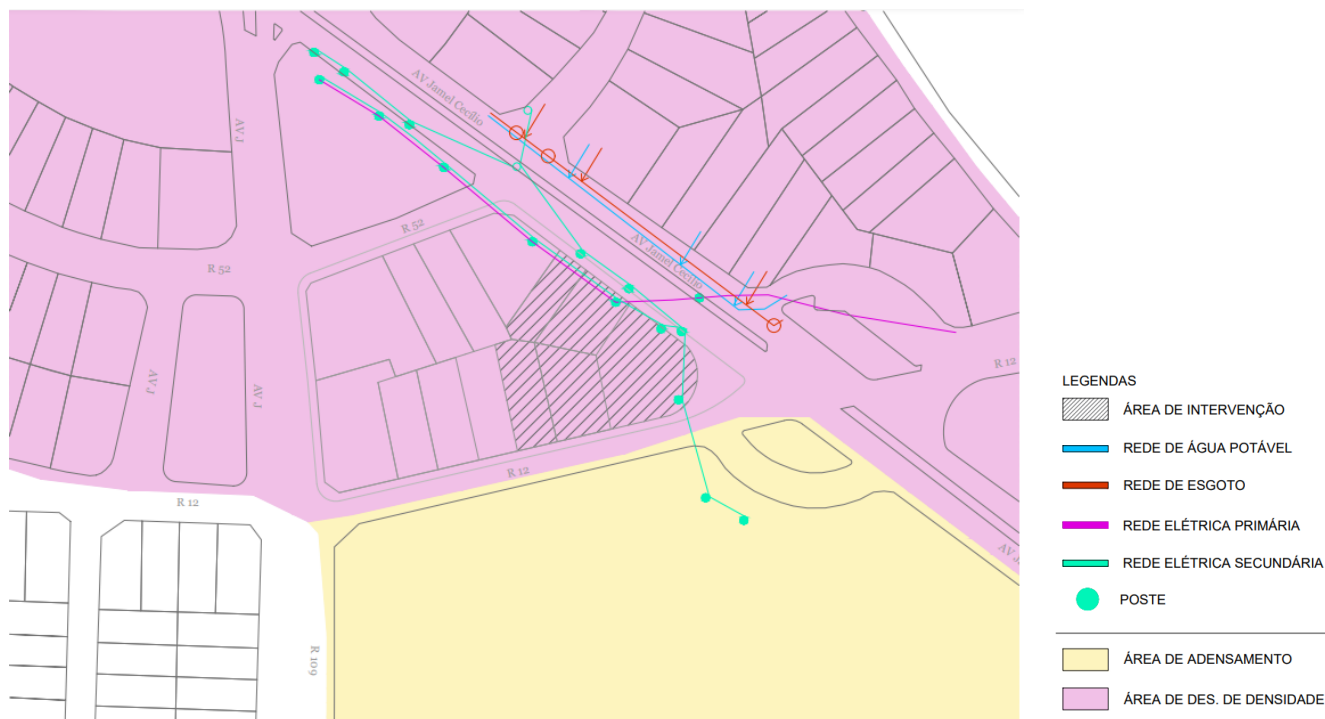 AV Jamel Cecílio
AV J
R 52
R 52
AV Jamel Cecílio
R 12
AV J
AV J
R 12
R 12
AV J
R 109
LEGENDAS
ÁREA DE INTERVENÇÃO
REDE DE ÁGUA POTÁVEL
REDE DE ESGOTO
REDE ELÉTRICA PRIMÁRIA
REDE ELÉTRICA SECUNDÁRIA
POSTE
ÁREA DE ADENSAMENTO
ÁREA DE DES. DE DENSIDADE